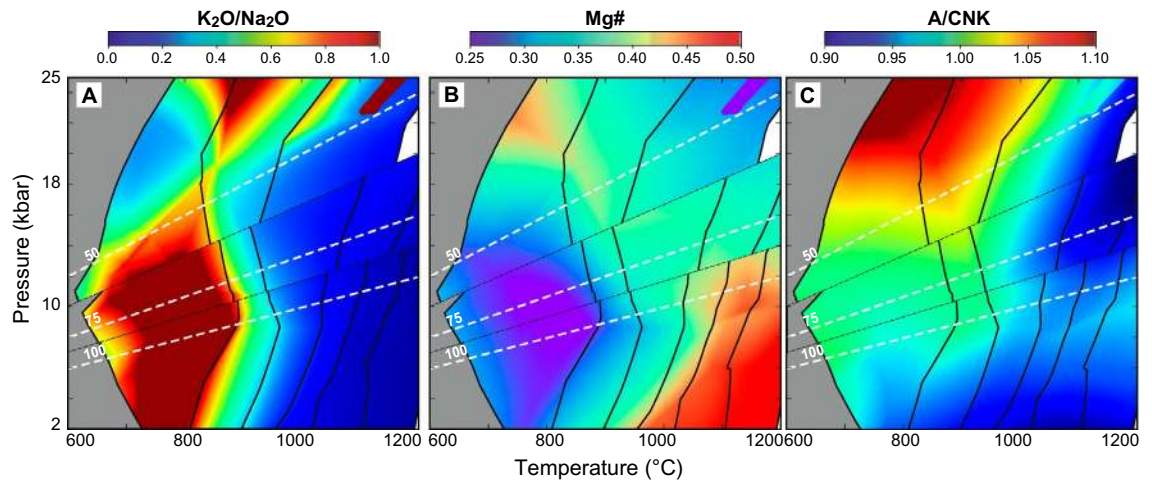 K₂O/Na₂O Mg# A/CNK
0.0 0.2 0.4 0.6 0.8 1.0 0.25 0.30 0.35 0.40 0.45 0.50 0.90 0.95 1.00 1.05 1.10
25 A B C
18
Pressure (kbar)
50 50 50
10
75 75 75
100 100 100
2
600 800 1000 1200 600 800 1000 1200 600 800 1000 1200
Temperature (°C)